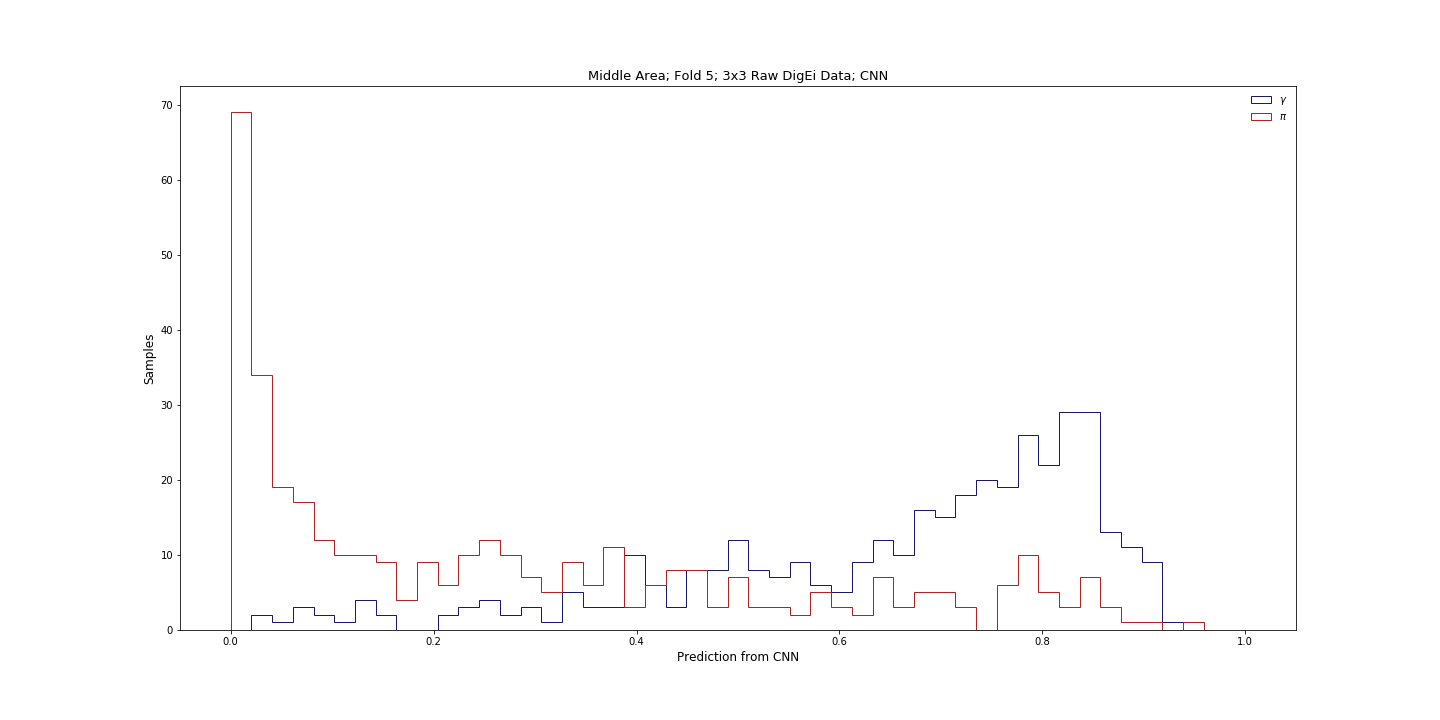 Middle Area; Fold 5; 3x3 Raw DigEi Data; CNN
γ
π
70
60
50
40
30
20
10
0
Samples
0.0 0.2 0.4 0.6 0.8 1.0
Prediction from CNN